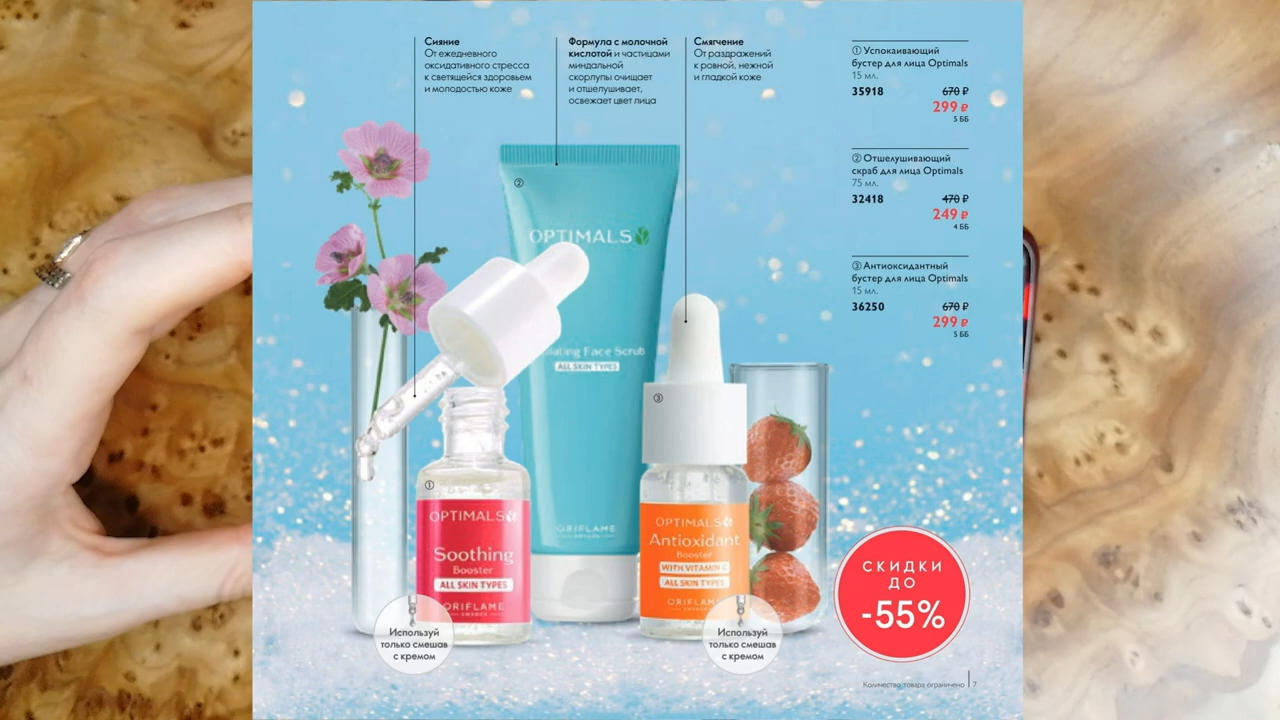 Сияние
От ежедневного
оксидативного стресса
к светящейся здоровьем
и молодостью коже
Формула с молочной
кислотой и частицами
миндальной
скорлупы очищает
и отшелушивает,
освежает цвет лица
Смягчение
От раздражений
к ровной, нежной
и гладкой коже
① Успокаивающий
бустер для лица Optimals
15 мл.
35918 670 ₽
299 ₽
5 ББ
② Отшелушивающий
скраб для лица Optimals
75 мл.
32418 470 ₽
249 ₽
4 ББ
③ Антиоксидантный
бустер для лица Optimals
15 мл.
36250 670 ₽
299 ₽
5 ББ
②
OPTIMALS
Face Scrub
ALL SKIN TYPES
ORIFLAME
①
OPTIMALS
Soothing
Booster
ALL SKIN TYPES
ORIFLAME
SWEDEN
③
OPTIMALS
Antioxidant
Booster
WITH VITAMIN C
ALL SKIN TYPES
ORIFLAME
Используй
только смешав
с кремом
Используй
только смешав
с кремом
СКИДКИ
ДО
-55%
Количество товара ограничено 7